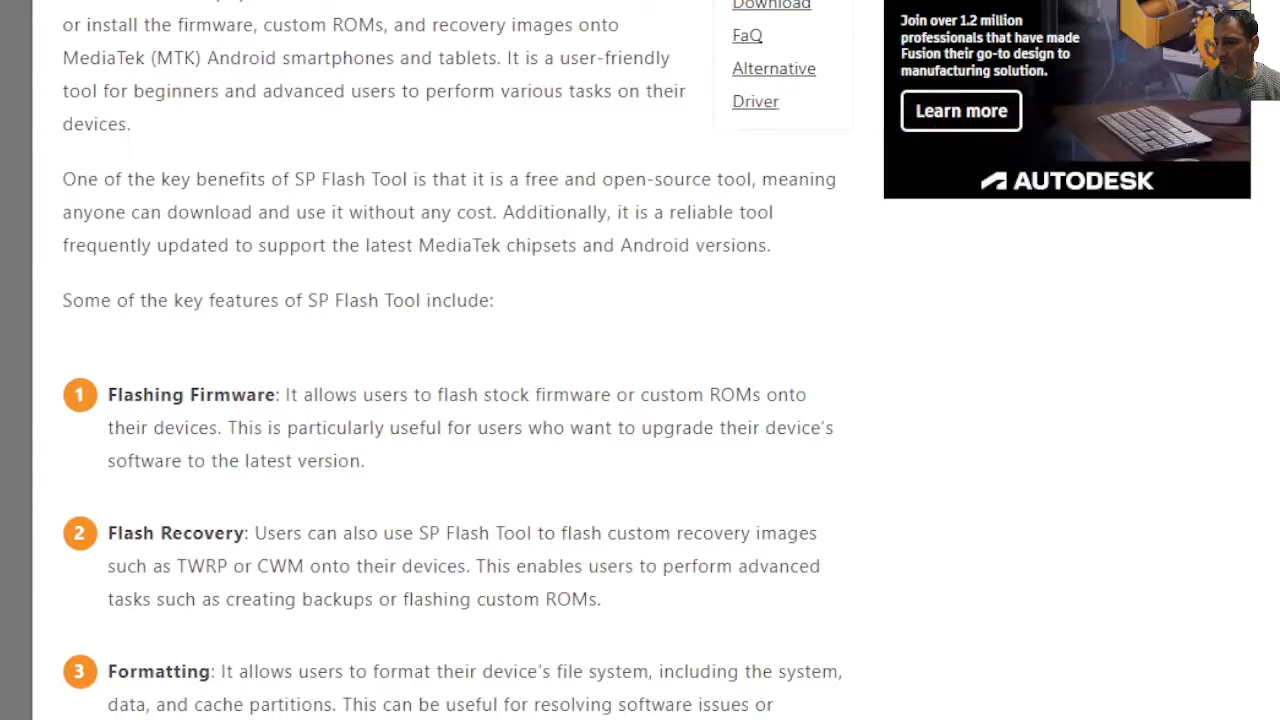 or install the firmware, custom ROMs, and recovery images onto
MediaTek (MTK) Android smartphones and tablets. It is a user-friendly
tool for beginners and advanced users to perform various tasks on their
devices.
Download
FaQ
Alternative
Driver
Join over 1.2 million
professionals that have made
Fusion their go-to design to
manufacturing solution.
Learn more
AUTODESK
One of the key benefits of SP Flash Tool is that it is a free and open-source tool, meaning
anyone can download and use it without any cost. Additionally, it is a reliable tool
frequently updated to support the latest MediaTek chipsets and Android versions.
Some of the key features of SP Flash Tool include:
1 Flashing Firmware: It allows users to flash stock firmware or custom ROMs onto
their devices. This is particularly useful for users who want to upgrade their device's
software to the latest version.
2 Flash Recovery: Users can also use SP Flash Tool to flash custom recovery images
such as TWRP or CWM onto their devices. This enables users to perform advanced
tasks such as creating backups or flashing custom ROMs.
3 Formatting: It allows users to format their device's file system, including the system,
data, and cache partitions. This can be useful for resolving software issues or